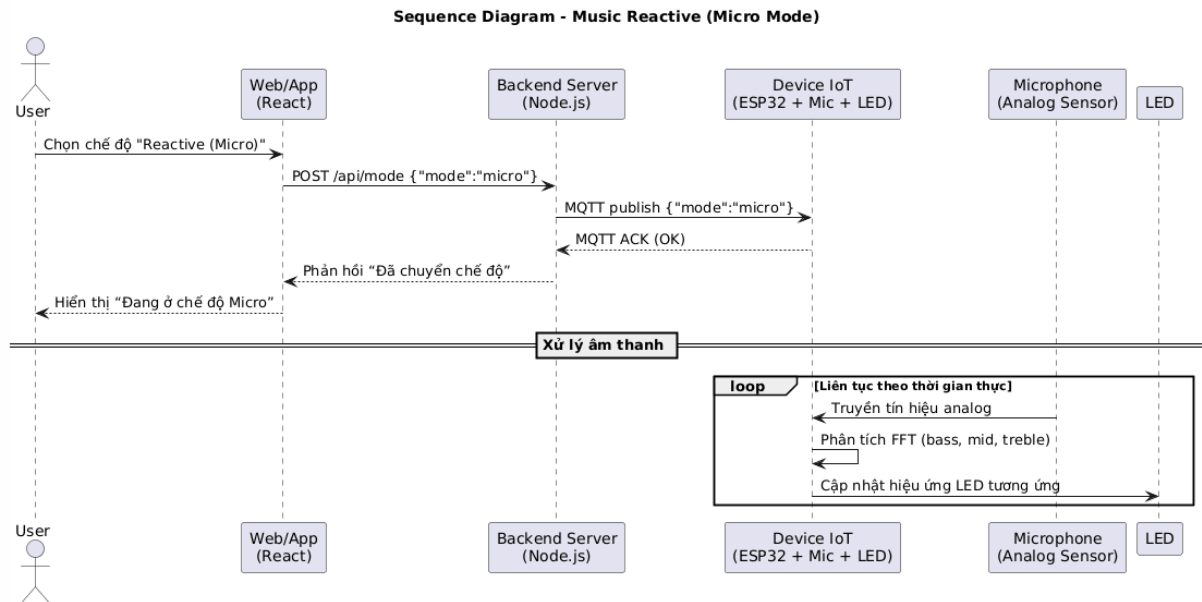 Sequence Diagram - Music Reactive (Micro Mode)
User
Web/App
(React)
Backend Server
(Node.js)
Device IoT
(ESP32 + Mic + LED)
Microphone
(Analog Sensor)
LED
Chọn chế độ "Reactive (Micro)"
POST /api/mode {"mode":"micro"}
MQTT publish {"mode":"micro"}
MQTT ACK (OK)
Phản hồi “Đã chuyển chế độ”
Hiển thị “Đang ở chế độ Micro”
Xử lý âm thanh
loop [Liên tục theo thời gian thực]
Truyền tín hiệu analog
Phân tích FFT (bass, mid, treble)
Cập nhật hiệu ứng LED tương ứng
User
Web/App
(React)
Backend Server
(Node.js)
Device IoT
(ESP32 + Mic + LED)
Microphone
(Analog Sensor)
LED